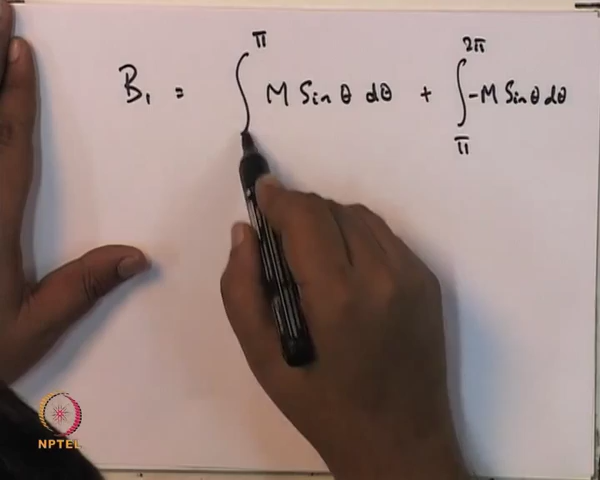 B₁ = ∫^π M Sin θ dθ + ∫_π^2π -M Sin θ dθ
NPTEL